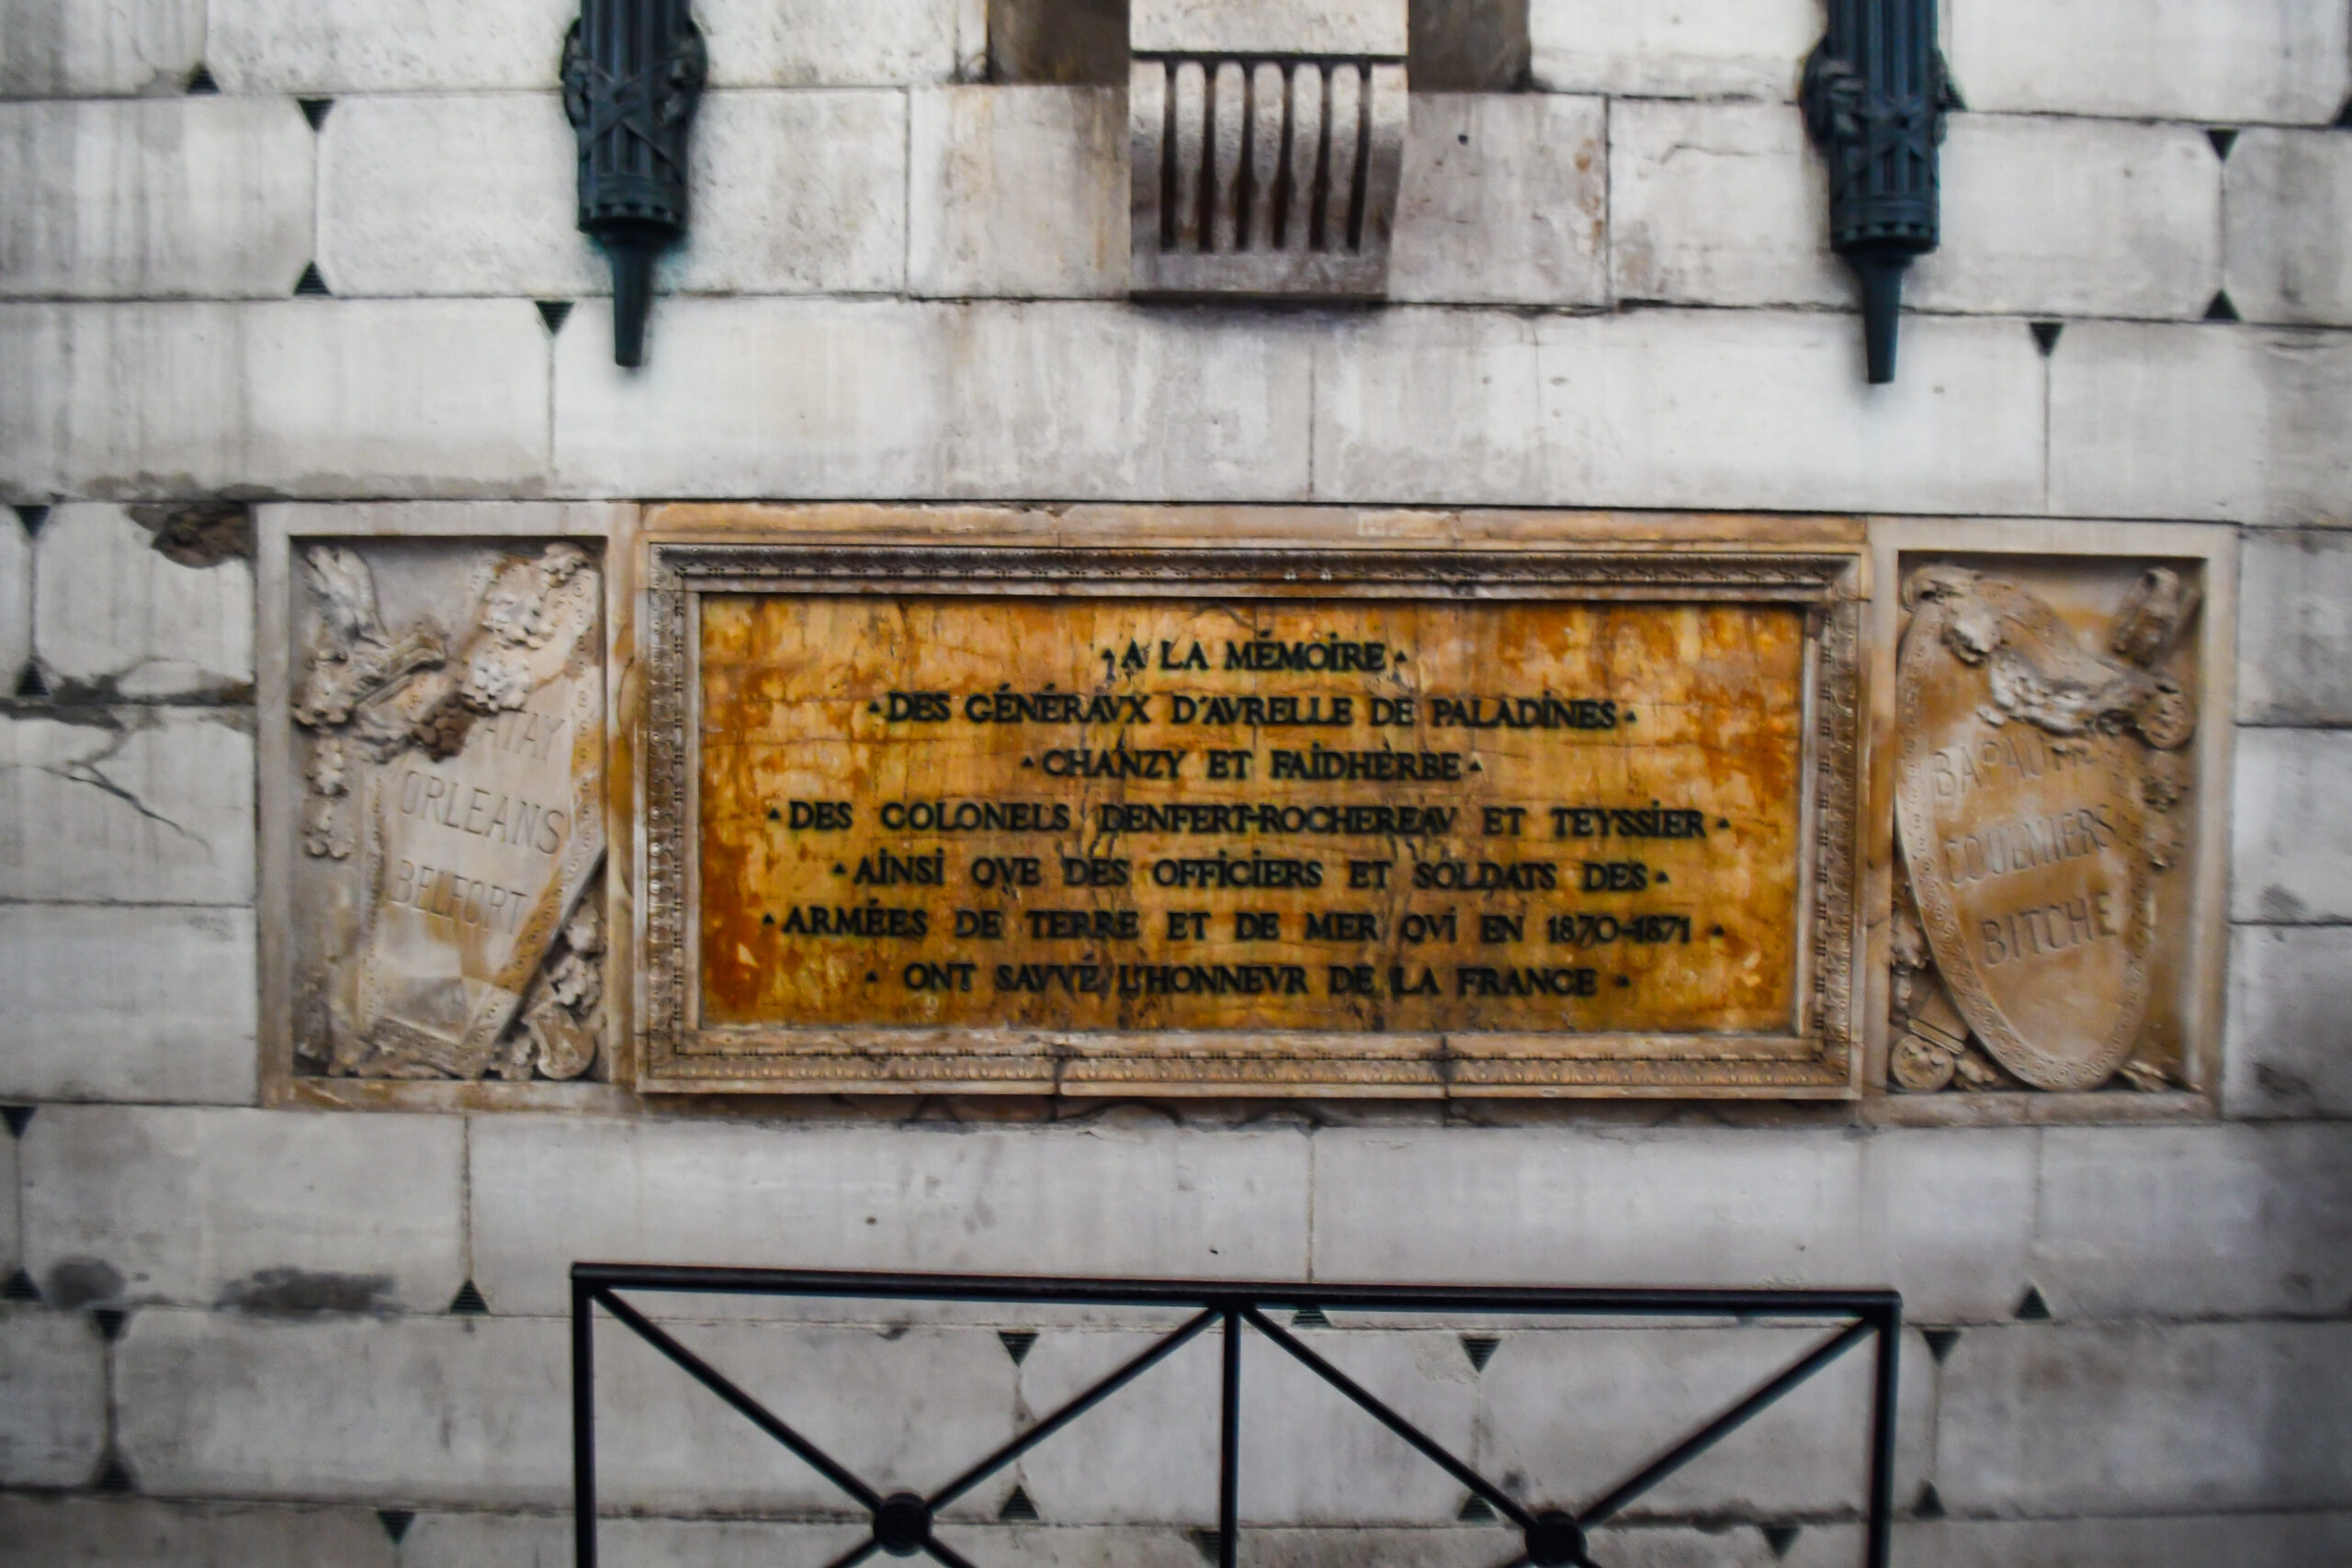 ATAY
ORLEANS
BELFORT
• A LA MÉMOIRE •
• DES GÉNÉRAVX D'AVRELLE DE PALADINES •
• CHANZY ET FAIDHERBE •
• DES COLONELS DENFERT-ROCHEREAV ET TEYSSIER •
• AINSI QVE DES OFFICIERS ET SOLDATS DES •
• ARMÉES DE TERRE ET DE MER QVI EN 1870-1871 •
• ONT SAVVÉ L'HONNEVR DE LA FRANCE •
BAPAUME
COULMIERS
BITCHE